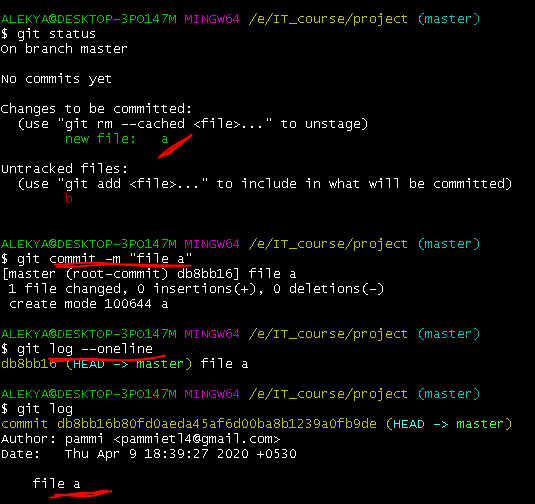 ALEKYA@DESKTOP-3PO147M MINGW64 /e/IT_course/project (master)
$ git status
On branch master
No commits yet
Changes to be committed:
(use "git rm --cached <file>..." to unstage)
new file:   a
Untracked files:
(use "git add <file>..." to include in what will be committed)
b
ALEKYA@DESKTOP-3PO147M MINGW64 /e/IT_course/project (master)
$ git commit -m "file a"
[master (root-commit) db8bb16] file a
1 file changed, 0 insertions(+), 0 deletions(-)
create mode 100644 a
ALEKYA@DESKTOP-3PO147M MINGW64 /e/IT_course/project (master)
$ git log --oneline
db8bb16 (HEAD -> master) file a
ALEKYA@DESKTOP-3PO147M MINGW64 /e/IT_course/project (master)
$ git log
commit db8bb16b80fd0aeda45af6d00ba8b1239a0fb9de (HEAD -> master)
Author: pammi <pammietl4@gmail.com>
Date:   Thu Apr 9 18:39:27 2020 +0530
file a